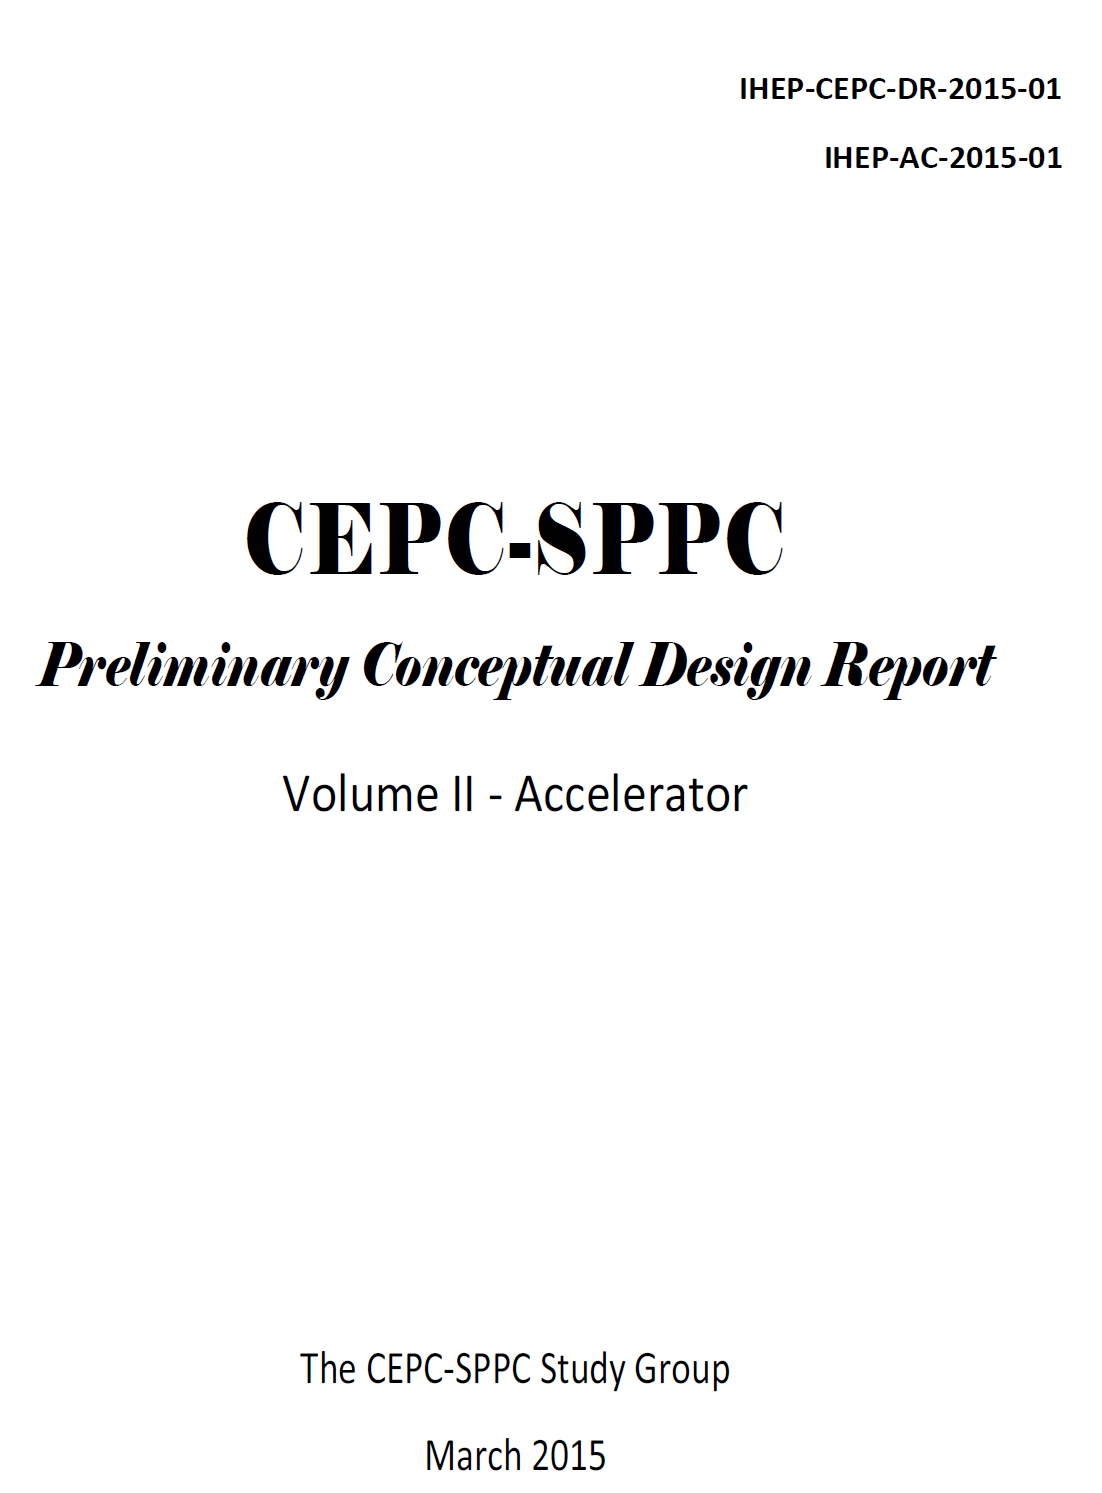 IHEP-CEPC-DR-2015-01
IHEP-AC-2015-01
CEPC-SPPC
Preliminary Conceptual Design Report
Volume II - Accelerator
The CEPC-SPPC Study Group
March 2015